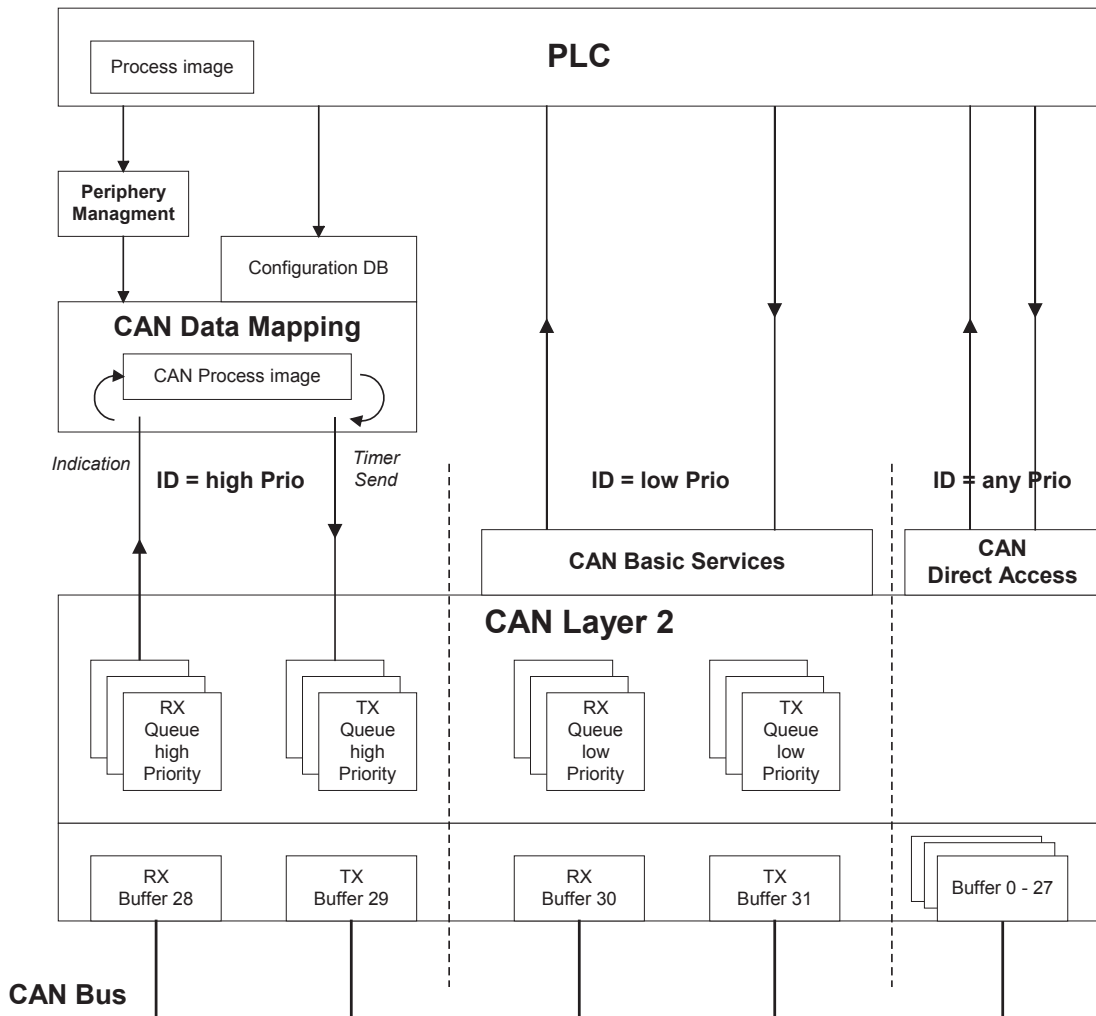 PLC
Process image
Periphery
Managment
Configuration DB
CAN Data Mapping
CAN Process image
Indication
ID = high Prio
Timer
Send
ID = low Prio
ID = any Prio
CAN Basic Services
CAN
Direct Access
CAN Layer 2
RX
Queue
high
Priority
TX
Queue
high
Priority
RX
Queue
low
Priority
TX
Queue
low
Priority
RX
Buffer 28
TX
Buffer 29
RX
Buffer 30
TX
Buffer 31
Buffer 0 - 27
CAN Bus